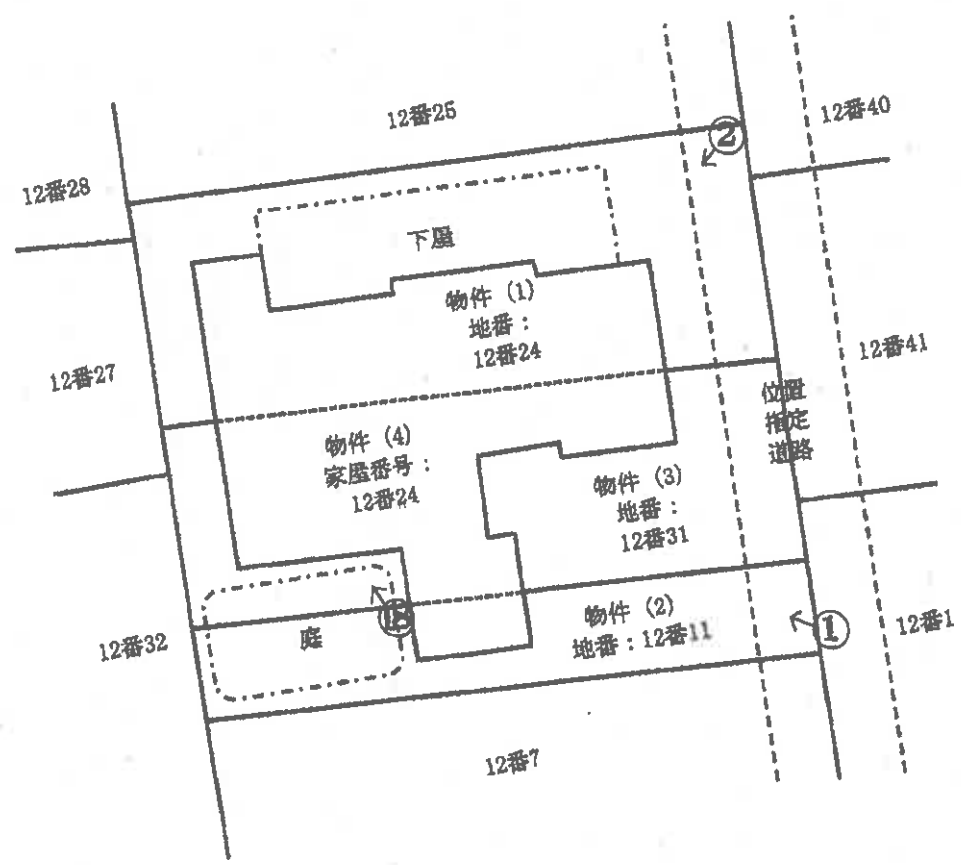 12番25
12番40
②
12番28
下屋
物件（1）
地番：
12番24
12番41
12番27
位置
指定
道路
物件（4）
家屋番号：
12番24
物件（3）
地番：
12番31
物件（2）
地番：12番11
①
12番1
⑱
庭
12番32
12番7